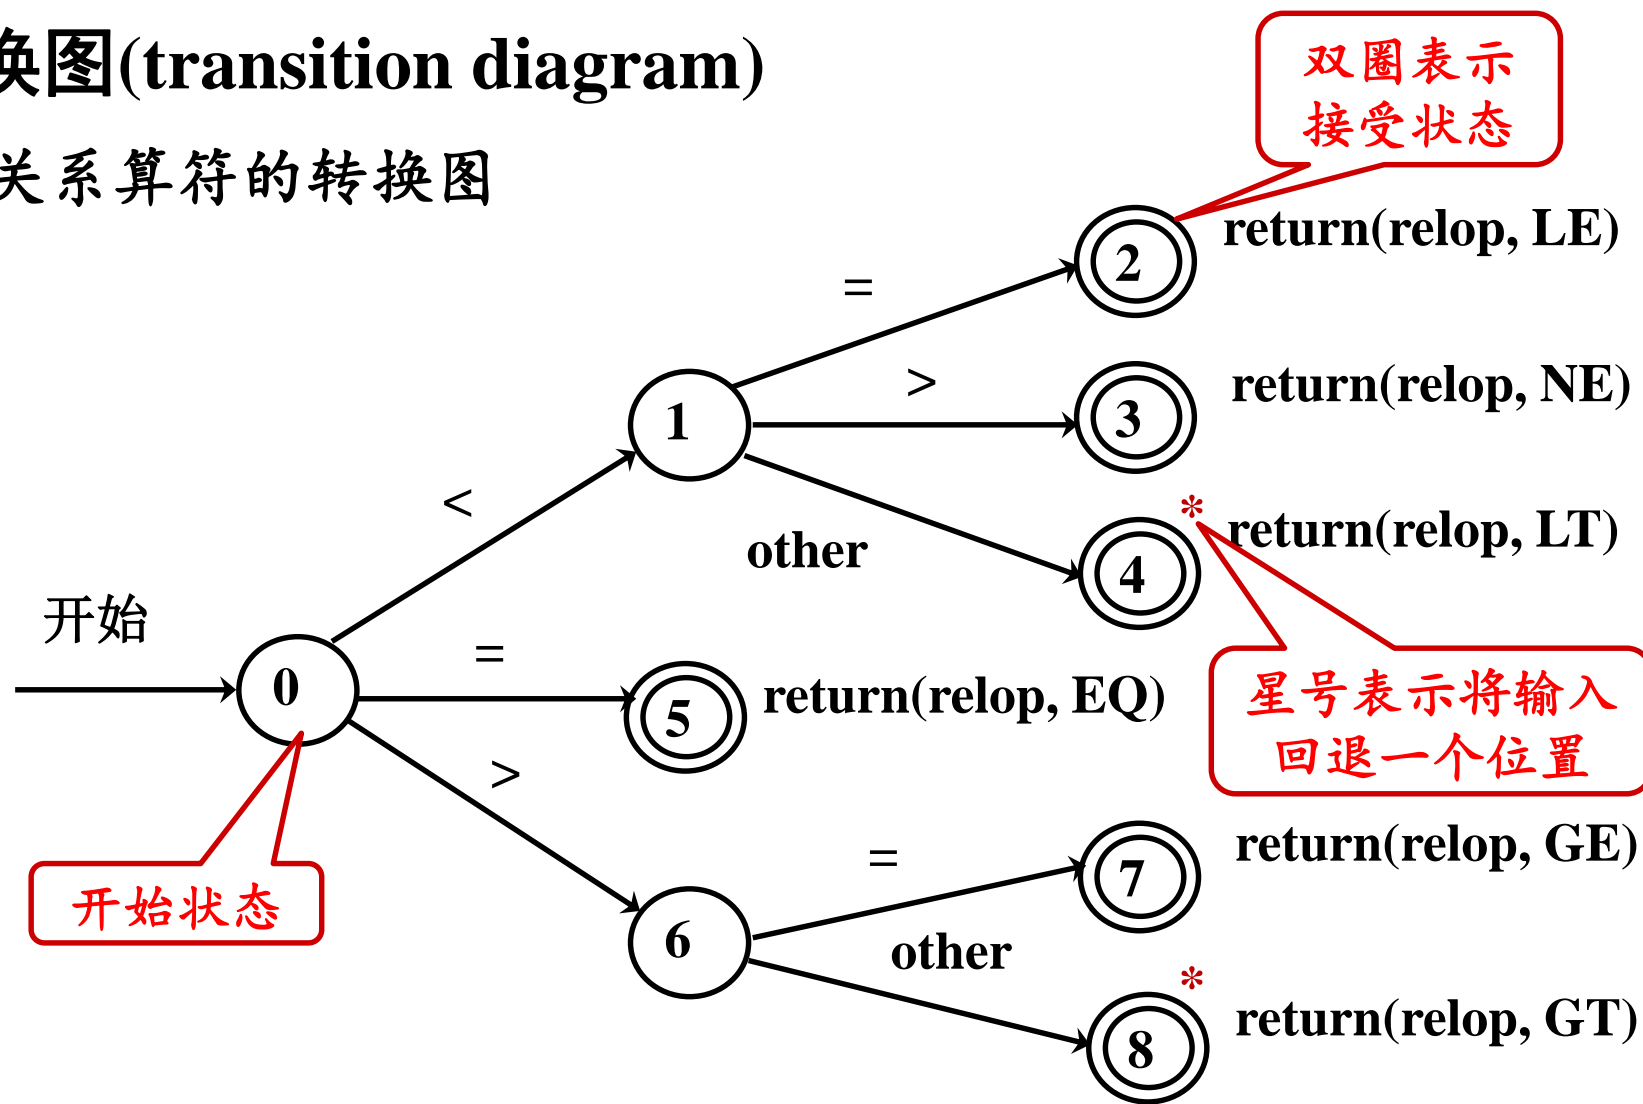 换图(transition diagram)
关系算符的转换图
双圈表示
接受状态
2
return(relop, LE)
=
>
1
3
return(relop, NE)
<
other
*
4
return(relop, LT)
开始
0
=
5
return(relop, EQ)
星号表示将输入
回退一个位置
>
开始状态
6
=
7
return(relop, GE)
other
*
8
return(relop, GT)